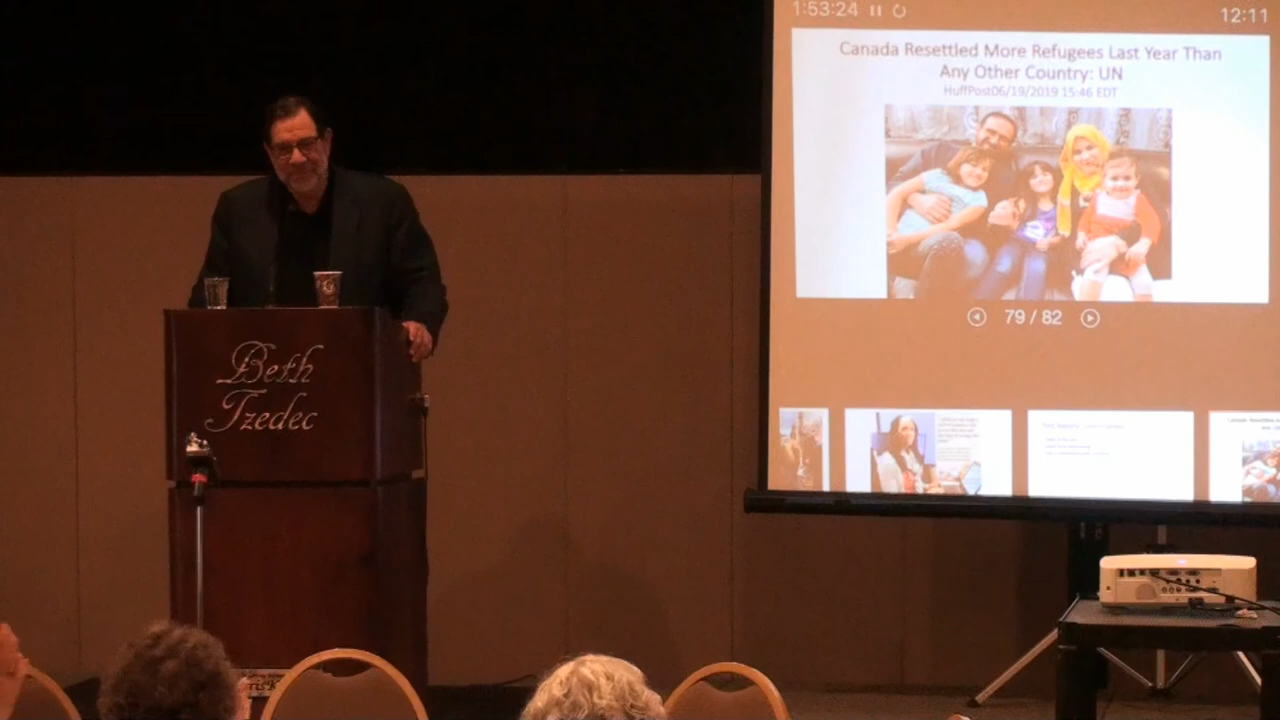 1:53:24
12:11
Canada Resettled More Refugees Last Year Than
Any Other Country: UN
HuffPost06/19/2019 15:46 EDT
79 / 82
Beth
Tzedec